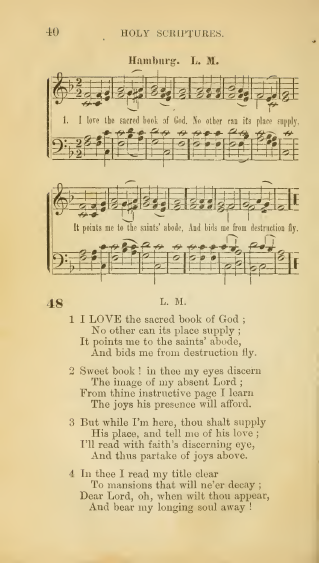 40
HOLY SCRIPTURES.
Hamburg. L. M.
1. I love the sacred book of God, No other can its place supply,
It points me to the saints' abode, And bids me from destruction fly.
48
L. M.
1 I LOVE the sacred book of God ;
No other can its place supply ;
It points me to the saints' abode,
And bids me from destruction fly.
2 Sweet book ! in thee my eyes discern
The image of my absent Lord ;
From thine instructive page I learn
The joys his presence will afford.
3 But while I'm here, thou shalt supply
His place, and tell me of his love ;
I'll read with faith's discerning eye,
And thus partake of joys above.
4 In thee I read my title clear
To mansions that will ne'er decay ;
Dear Lord, oh, when wilt thou appear,
And bear my longing soul away !